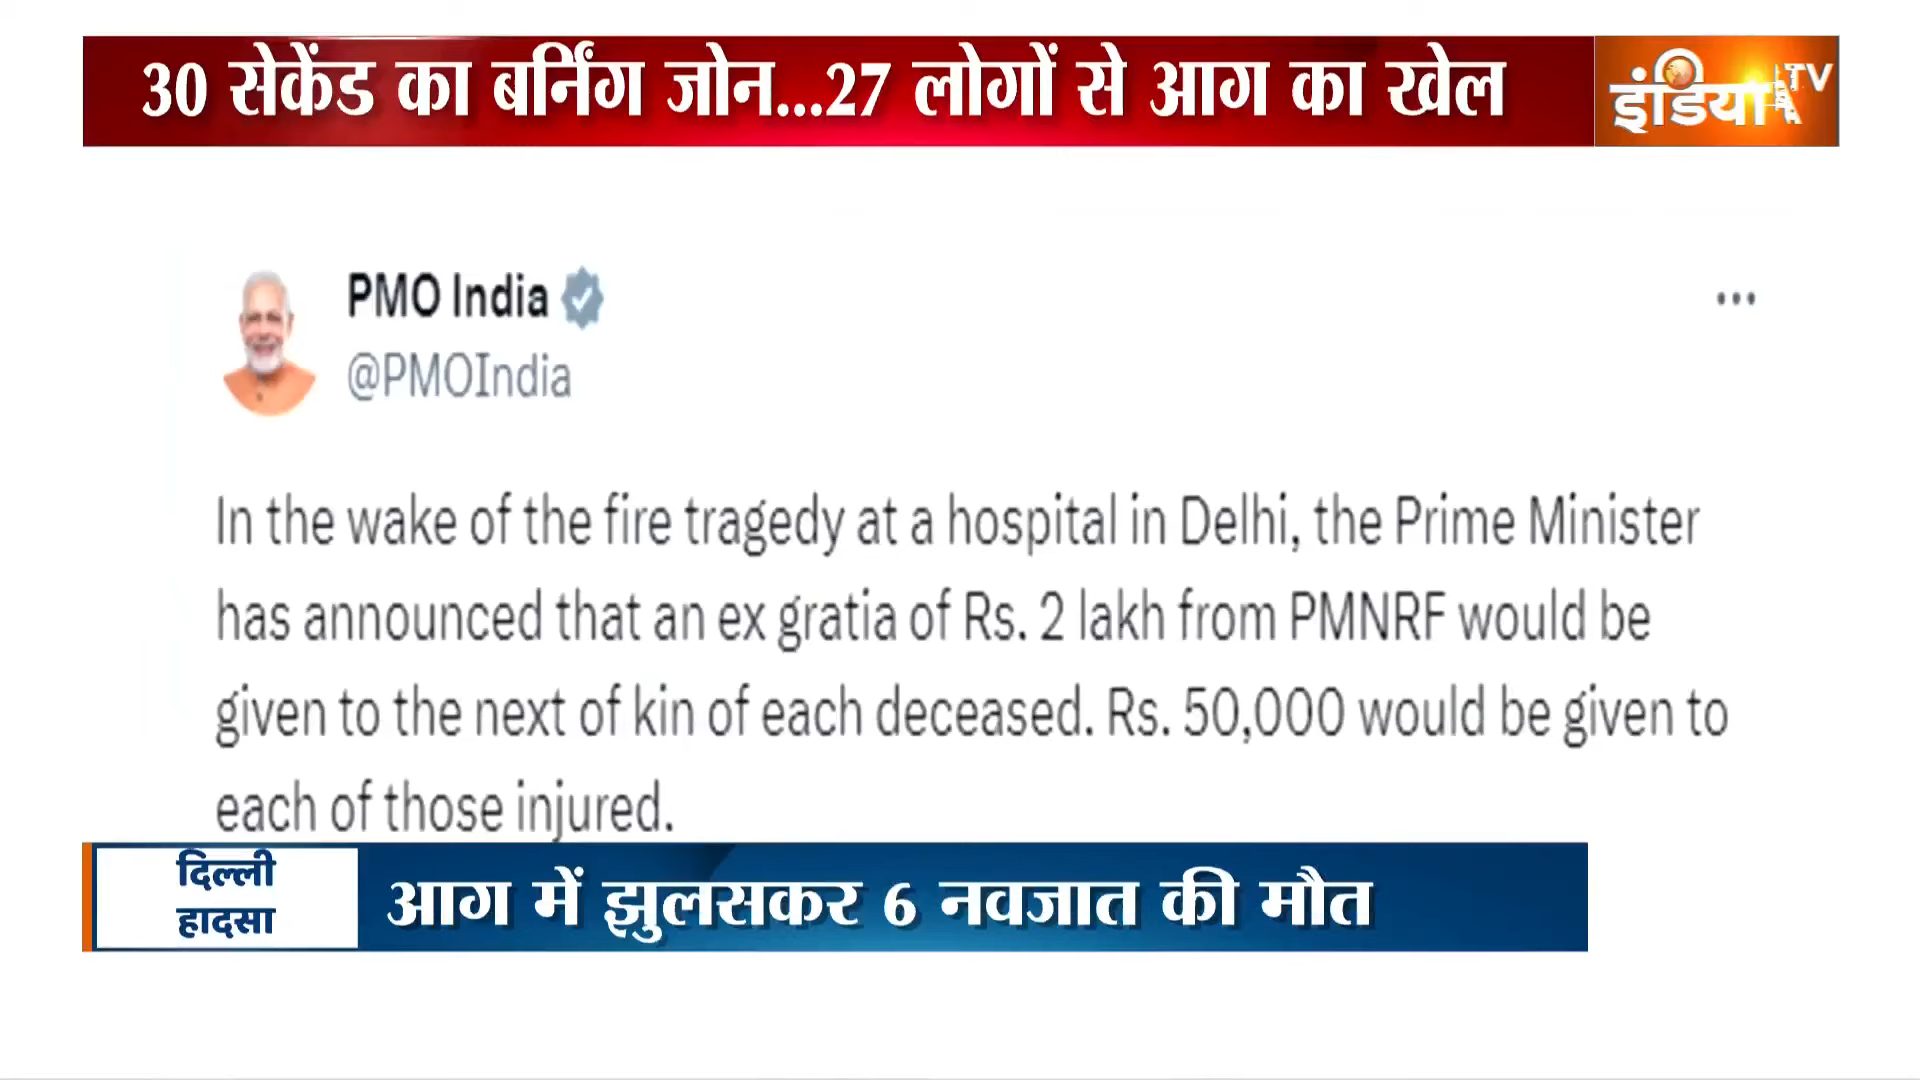 30 सेकेंड का बर्निंग जोन...27 लोगों से आग का खेल
इंडिया TV
PMO India
@PMOIndia
In the wake of the fire tragedy at a hospital in Delhi, the Prime Minister
has announced that an ex gratia of Rs. 2 lakh from PMNRF would be
given to the next of kin of each deceased. Rs. 50,000 would be given to
each of those injured.
दिल्ली
हादसा
आग में झुलसकर 6 नवजात की मौत